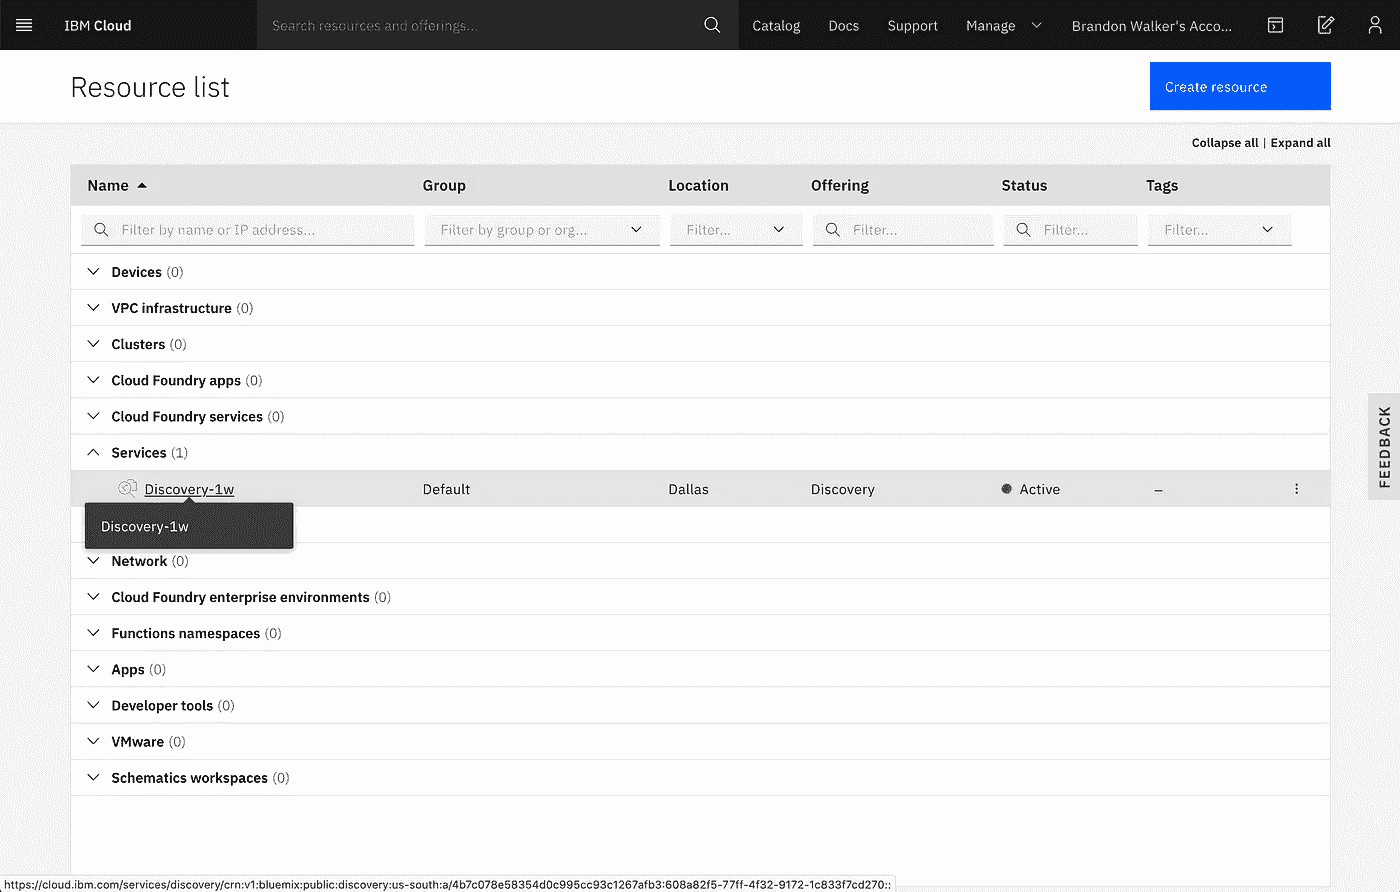 IBM Cloud
Search resources and offerings...
Catalog
Docs
Support
Manage
Brandon Walker's Acco...
Resource list
Create resource
Collapse all | Expand all
Name
Group
Location
Offering
Status
Tags
Filter by name or IP address...
Filter by group or org...
Filter...
Filter...
Filter...
Filter...
Devices (0)
VPC infrastructure (0)
Clusters (0)
Cloud Foundry apps (0)
Cloud Foundry services (0)
Services (1)
Discovery-1w
Default
Dallas
Discovery
Active
–
Discovery-1w
Network (0)
Cloud Foundry enterprise environments (0)
Functions namespaces (0)
Apps (0)
Developer tools (0)
VMware (0)
Schematics workspaces (0)
FEEDBACK
https://cloud.ibm.com/services/discovery/crn:v1:bluemix:public:discovery:us-south:a/4b7c078e58354d0c995cc93c1267afb3:608a82f5-77ff-4f32-9172-1c833f7cd270::